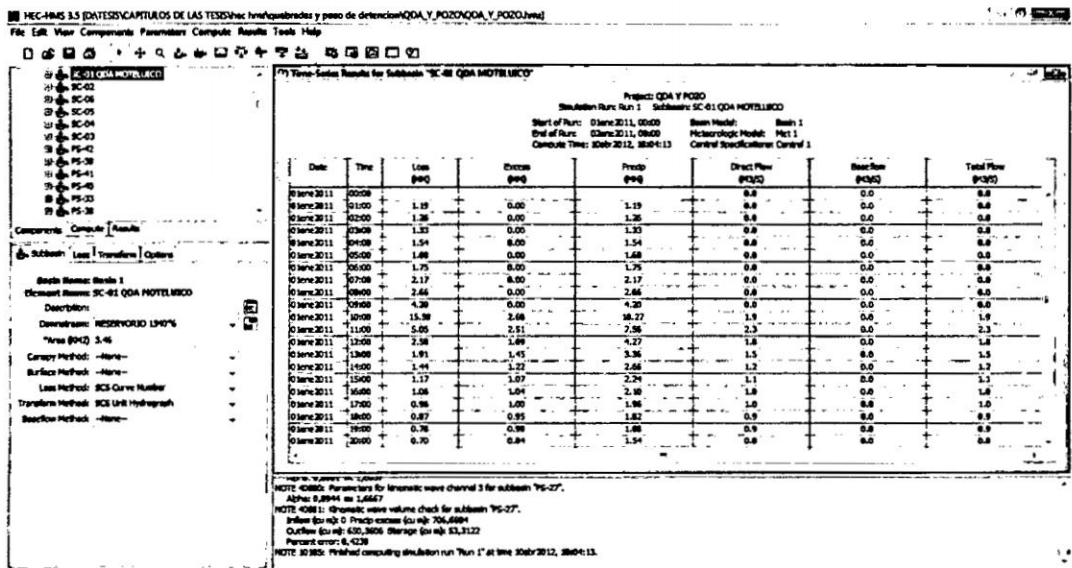 HEC-HMS 3.5 [D:\TESIS\CAPITULOS DE LAS TESIS\hec hms\quebradas y pozo de detencion\QDA_Y_POZO\QDA_Y_POZO.hms]
File Edit View Components Parameters Compute Results Tools Help
SC-01 QDA MOTELUICO
SC-02
SC-06
SC-05
SC-04
SC-03
PS-42
PS-38
PS-41
PS-40
PS-33
PS-38
Components Compute Results
Subbasin Loss Transform Options
Basin Name: Basin 1
Element Name: SC-01 QDA MOTELUICO
Description:
Downstream: RESERVORIO
*Area (KM2) 3.46
Canopy Method: --None--
Surface Method: --None--
Loss Method: SCS Curve Number
Transform Method: SCS Unit Hydrograph
Baseflow Method: --None--
Time-Series Results for Subbasin "SC-01 QDA MOTELUICO"
Project: QDA Y POZO
Simulation Run: Run 1 Subbasin: SC-01 QDA MOTELUICO
Start of Run: 01ene2011, 00:00 Basin Model: Basin 1
End of Run: 02ene2011, 08:00 Meteorologic Model: Met 1
Compute Time: 10abr2012, 18:04:13 Control Specifications: Control 1
Date Time Loss Excess Precip Direct Flow Baseflow Total Flow
(MM) (MM) (MM) (M3/S) (M3/S) (M3/S)
01ene2011 00:00 0.0 0.0 0.0
01ene2011 01:00 1.19 0.00 1.19 0.0 0.0 0.0
01ene2011 02:00 1.26 0.00 1.26 0.0 0.0 0.0
01ene2011 03:00 1.33 0.00 1.33 0.0 0.0 0.0
01ene2011 04:00 1.54 0.00 1.54 0.0 0.0 0.0
01ene2011 05:00 1.68 0.00 1.68 0.0 0.0 0.0
01ene2011 06:00 1.75 0.00 1.75 0.0 0.0 0.0
01ene2011 07:00 2.17 0.00 2.17 0.0 0.0 0.0
01ene2011 08:00 2.66 0.00 2.66 0.0 0.0 0.0
01ene2011 09:00 4.20 0.00 4.20 0.0 0.0 0.0
01ene2011 10:00 15.58 2.68 18.27 1.9 0.0 1.9
01ene2011 11:00 5.05 2.51 7.56 2.3 0.0 2.3
01ene2011 12:00 2.58 1.69 4.27 1.8 0.0 1.8
01ene2011 13:00 1.91 1.45 3.36 1.5 0.0 1.5
01ene2011 14:00 1.44 1.22 2.66 1.2 0.0 1.2
01ene2011 15:00 1.17 1.07 2.24 1.1 0.0 1.1
01ene2011 16:00 1.06 1.04 2.10 1.0 0.0 1.0
01ene2011 17:00 0.96 1.00 1.96 1.0 0.0 1.0
01ene2011 18:00 0.87 0.95 1.82 0.9 0.0 0.9
01ene2011 19:00 0.9 0.0 0.9
01ene2011 20:00 0.70 0.84 1.54 0.8 0.0 0.8
NOTE 40880: Parameters for kinematic wave channel 3 for subbasin "PS-27".
Alpha: 0,8944 m: 1,6667
NOTE 40881: Kinematic wave volume check for subbasin "PS-27".
Inflow (cu m): 0 Precip excess (cu m): 706,6604
Outflow (cu m): 650,3606 Storage (cu m): 53,3122
Percent error: 0,4238
NOTE 10185: Finished computing simulation run "Run 1" at time 10abr2012, 18:04:13.